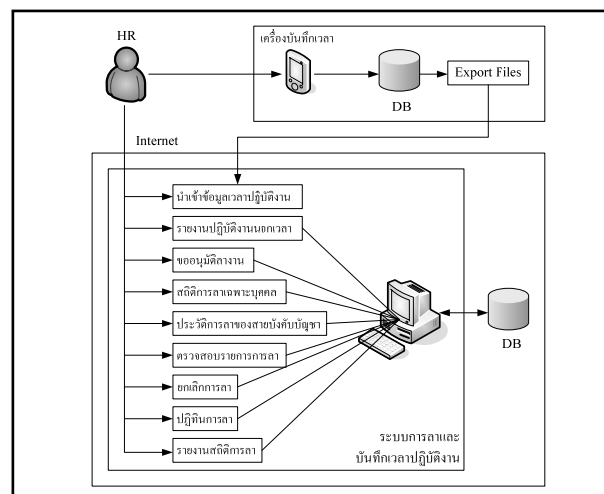 HR
เครื่องบันทึกเวลา
DB
Export Files
Internet
นำเข้าข้อมูลเวลาปฏิบัติงาน
รายงานปฏิบัติงานนอกเวลา
ขออนุมัติลางาน
สถิติการลาเฉพาะบุคคล
ประวัติการลาของสายบังคับบัญชา
ตรวจสอบรายการการลา
ยกเลิกการลา
ปฏิทินการลา
รายงานสถิติการลา
DB
ระบบการลาและ
บันทึกเวลาปฏิบัติงาน